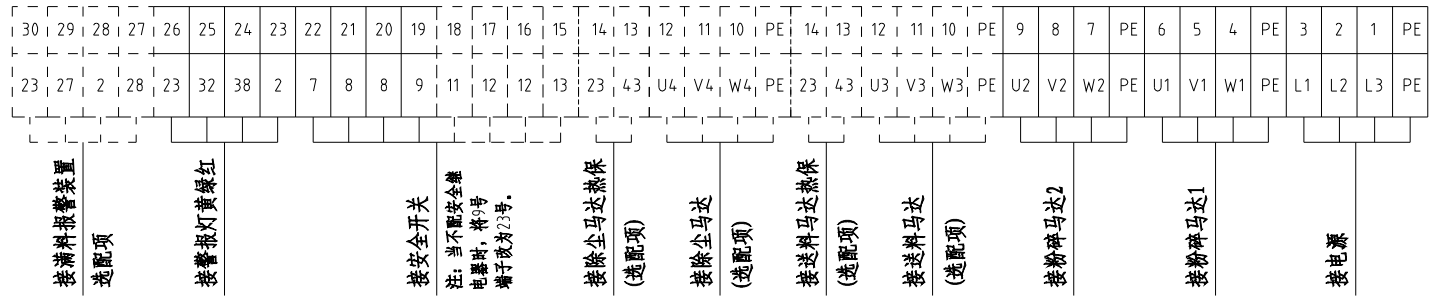 30 29 28 27 26 25 24 23 22 21 20 19 18 17 16 15 14 13 12 11 10 PE 14 13 12 11 10 PE 9 8 7 PE 6 5 4 PE 3 2 1 PE
23 27 2 28 23 32 38 2 7 8 8 9 11 12 12 13 23 43 U4 V4 W4 PE 23 43 U3 V3 W3 PE U2 V2 W2 PE U1 V1 W1 PE L1 L2 L3 PE
接满料报警装置
选配项
接警报灯黄绿红
接安全开关
注：当不配安全继
电器时，将9号
端子改为23号。
接除尘马达热保
(选配项)
接除尘马达
(选配项)
接送料马达热保
(选配项)
接送料马达
(选配项)
接粉碎马达2
接粉碎马达1
接电源